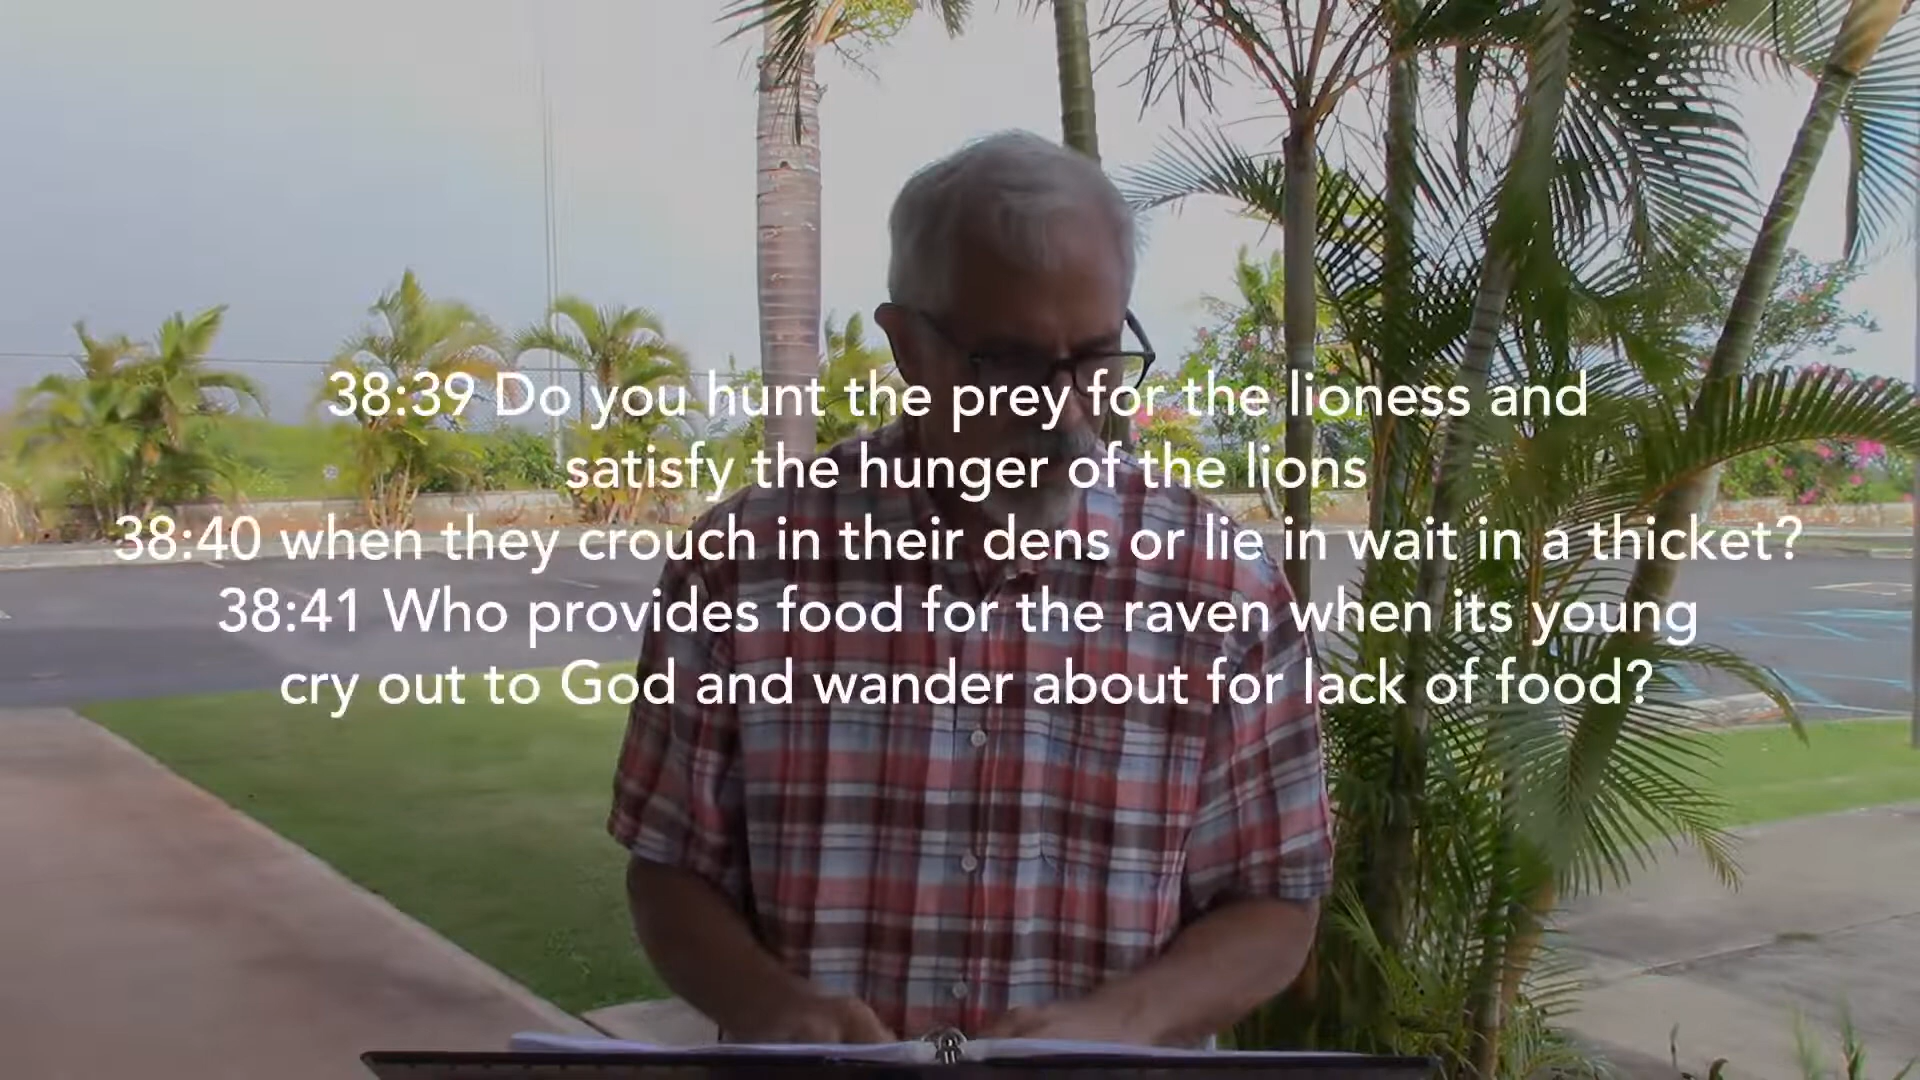 38:39 Do you hunt the prey for the lioness and
satisfy the hunger of the lions
38:40 when they crouch in their dens or lie in wait in a thicket?
38:41 Who provides food for the raven when its young
cry out to God and wander about for lack of food?